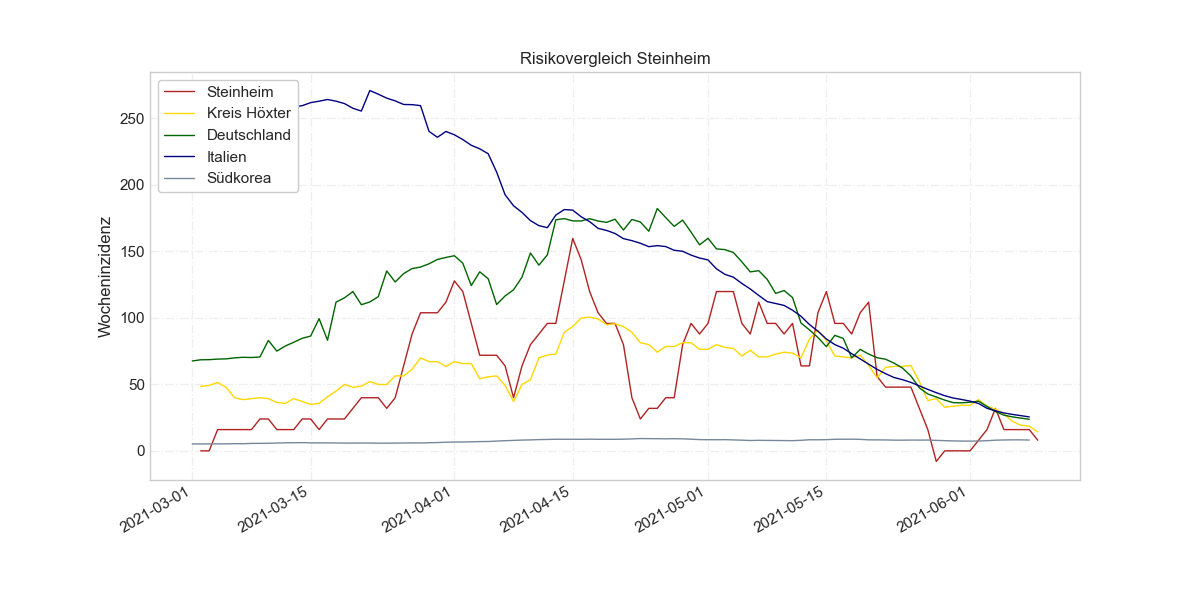 Risikovergleich Steinheim
Steinheim
Kreis Höxter
Deutschland
Italien
Südkorea
Wocheninzidenz
250
200
150
100
50
0
2021-03-01
2021-03-15
2021-04-01
2021-04-15
2021-05-01
2021-05-15
2021-06-01